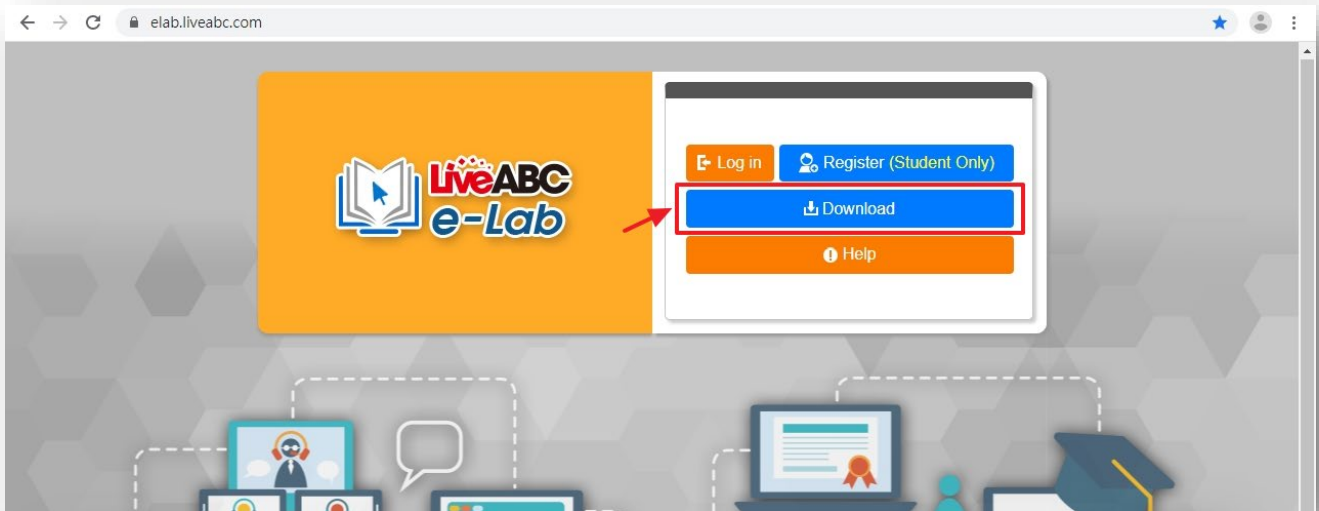 elab.liveabc.com
LiveABC
e-Lab
Log in
Register (Student Only)
Download
Help